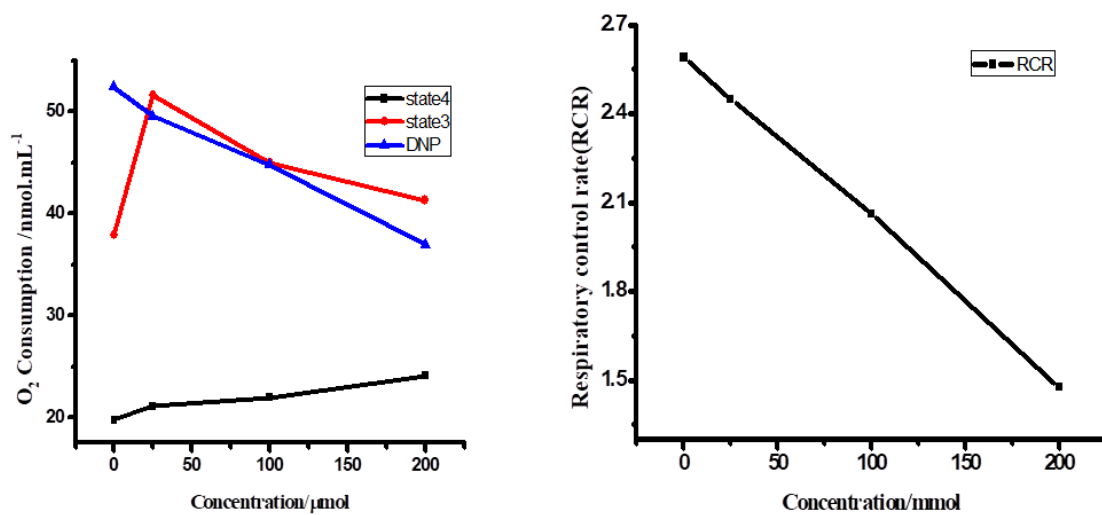 O₂ Consumption /nmol.mL⁻¹
50
40
30
20
state4
state3
DNP
0
50
100
150
200
Concentration/μmol
Respiratory control rate(RCR)
2.7
2.4
2.1
1.8
1.5
RCR
0
50
100
150
200
Concentration/mmol